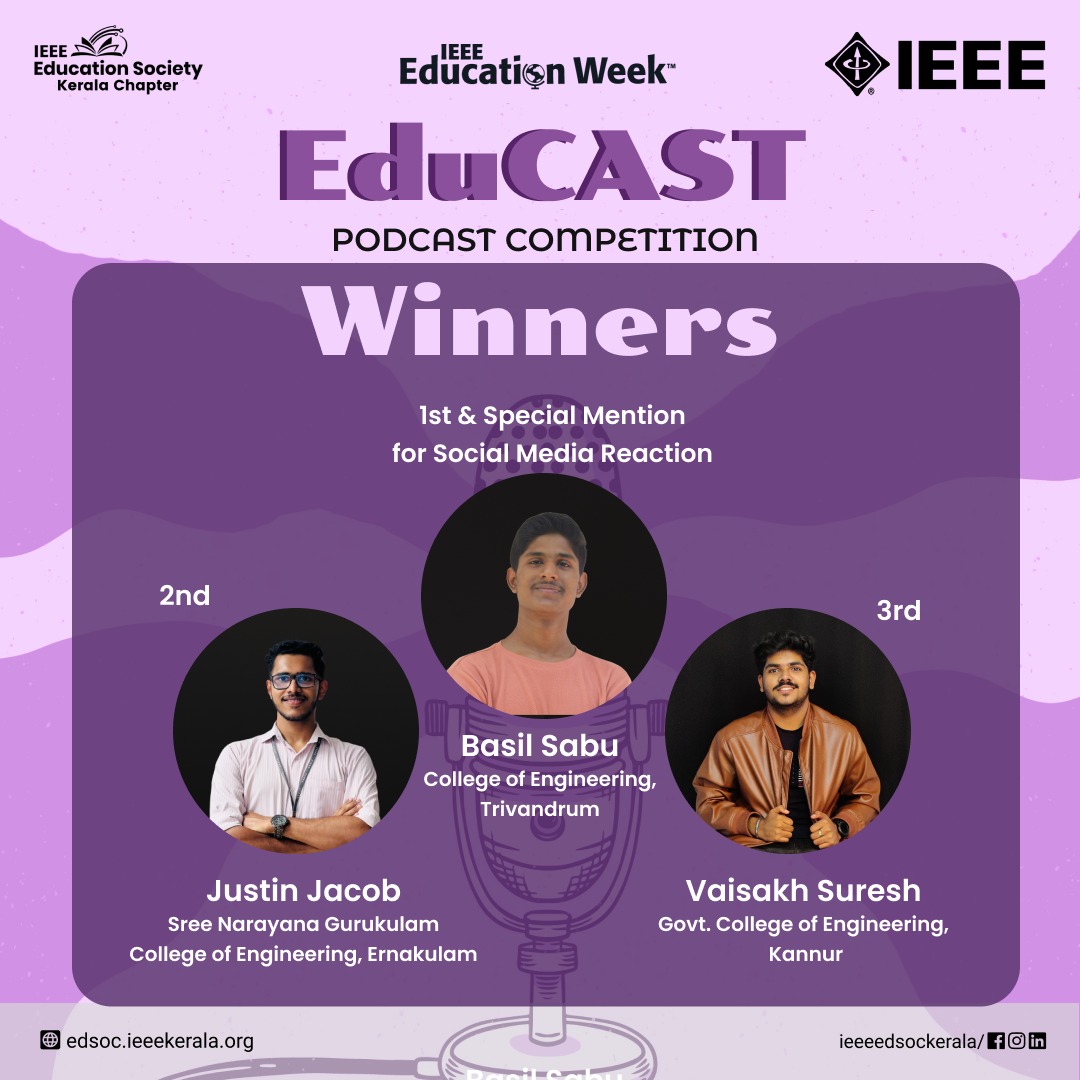 IEEE
Education Society
Kerala Chapter
IEEE
Education Week™
IEEE
®
EduCAST
PODCAST COMPETITION
Winners
1st & Special Mention
for Social Media Reaction
2nd
3rd
Basil Sabu
College of Engineering,
Trivandrum
Justin Jacob
Sree Narayana Gurukulam
College of Engineering, Ernakulam
Vaisakh Suresh
Govt. College of Engineering,
Kannur
edsoc.ieeekerala.org
ieeeedsockerala/
Basil Sabu